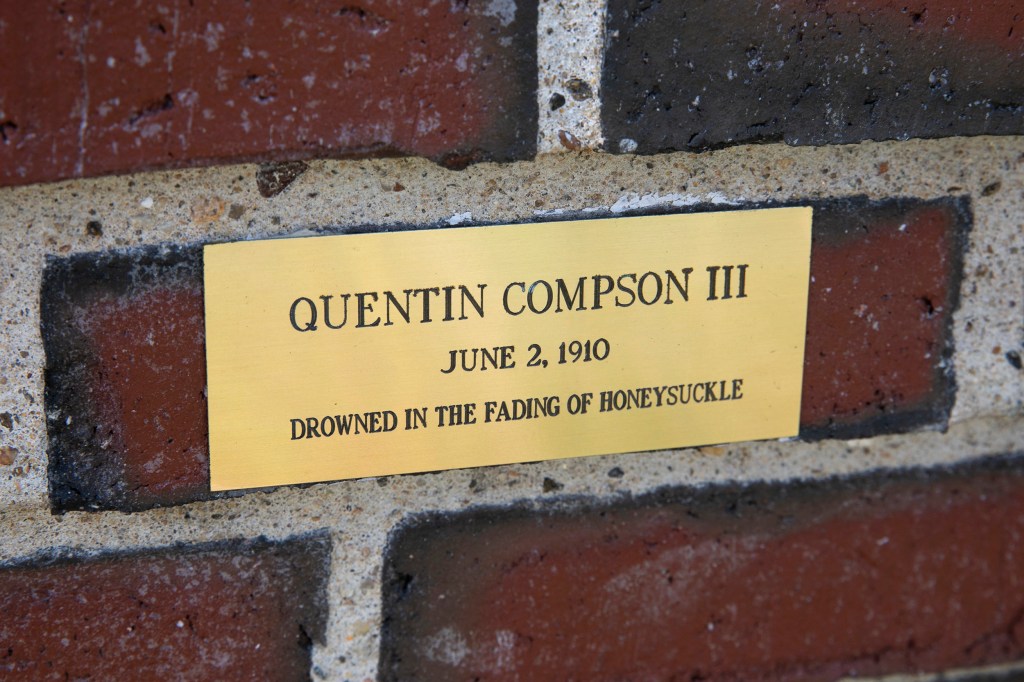 QUENTIN COMPSON III
JUNE 2, 1910
DROWNED IN THE FADING OF HONEYSUCKLE